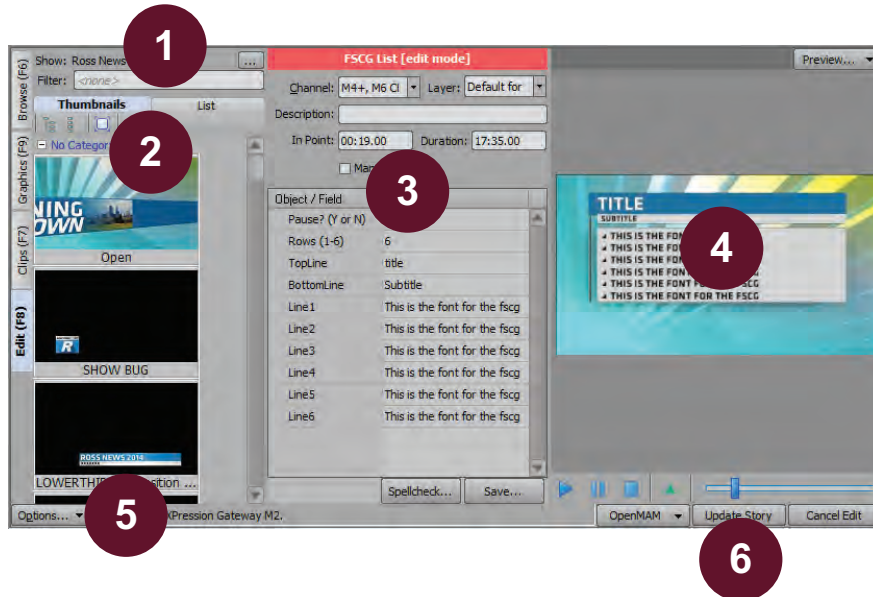 1
Show: Ross News
...
Filter: <none>
Browse (F6)
Graphics (F9)
Clips (F7)
Edit (F8)
Thumbnails
List
2
No Categor
NING
OWN
Open
R
SHOW BUG
ROSS NEWS 2014
LOWERTHI
sition ...
FSCG List [edit mode]
Channel: M4+, M6 Cl
Layer: Default for
Description:
In Point: 00:19.00
Duration: 17:35.00
Man
3
Object / Field
Pause? (Y or N)
Rows (1-6) 6
TopLine title
BottomLine Subtitle
Line1 This is the font for the fscg
Line2 This is the font for the fscg
Line3 This is the font for the fscg
Line4 This is the font for the fscg
Line5 This is the font for the fscg
Line6 This is the font for the fscg
Spellcheck... Save...
Preview...
TITLE
SUBTITLE
THIS IS THE FON
THIS IS THE FO
THIS IS THE FO
THIS IS THE FONT FOR THE FSCG
THIS IS THE FONT FOR THE FSCG
THIS IS THE FONT FOR THE FSCG
4
Options...
5
XPression Gateway M2.
OpenMAM Update Story Cancel Edit
6